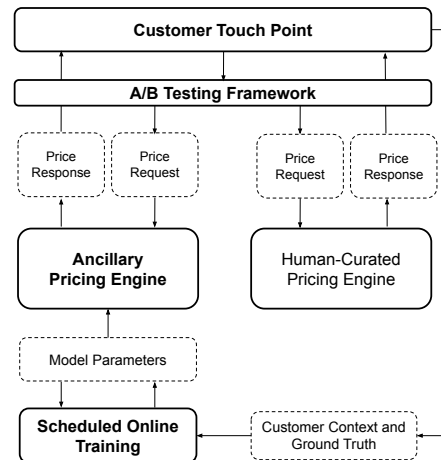 Customer Touch Point
A/B Testing Framework
Price
Response
Price
Request
Price
Request
Price
Response
Ancillary
Pricing Engine
Human-Curated
Pricing Engine
Model Parameters
Scheduled Online
Training
Customer Context and
Ground Truth